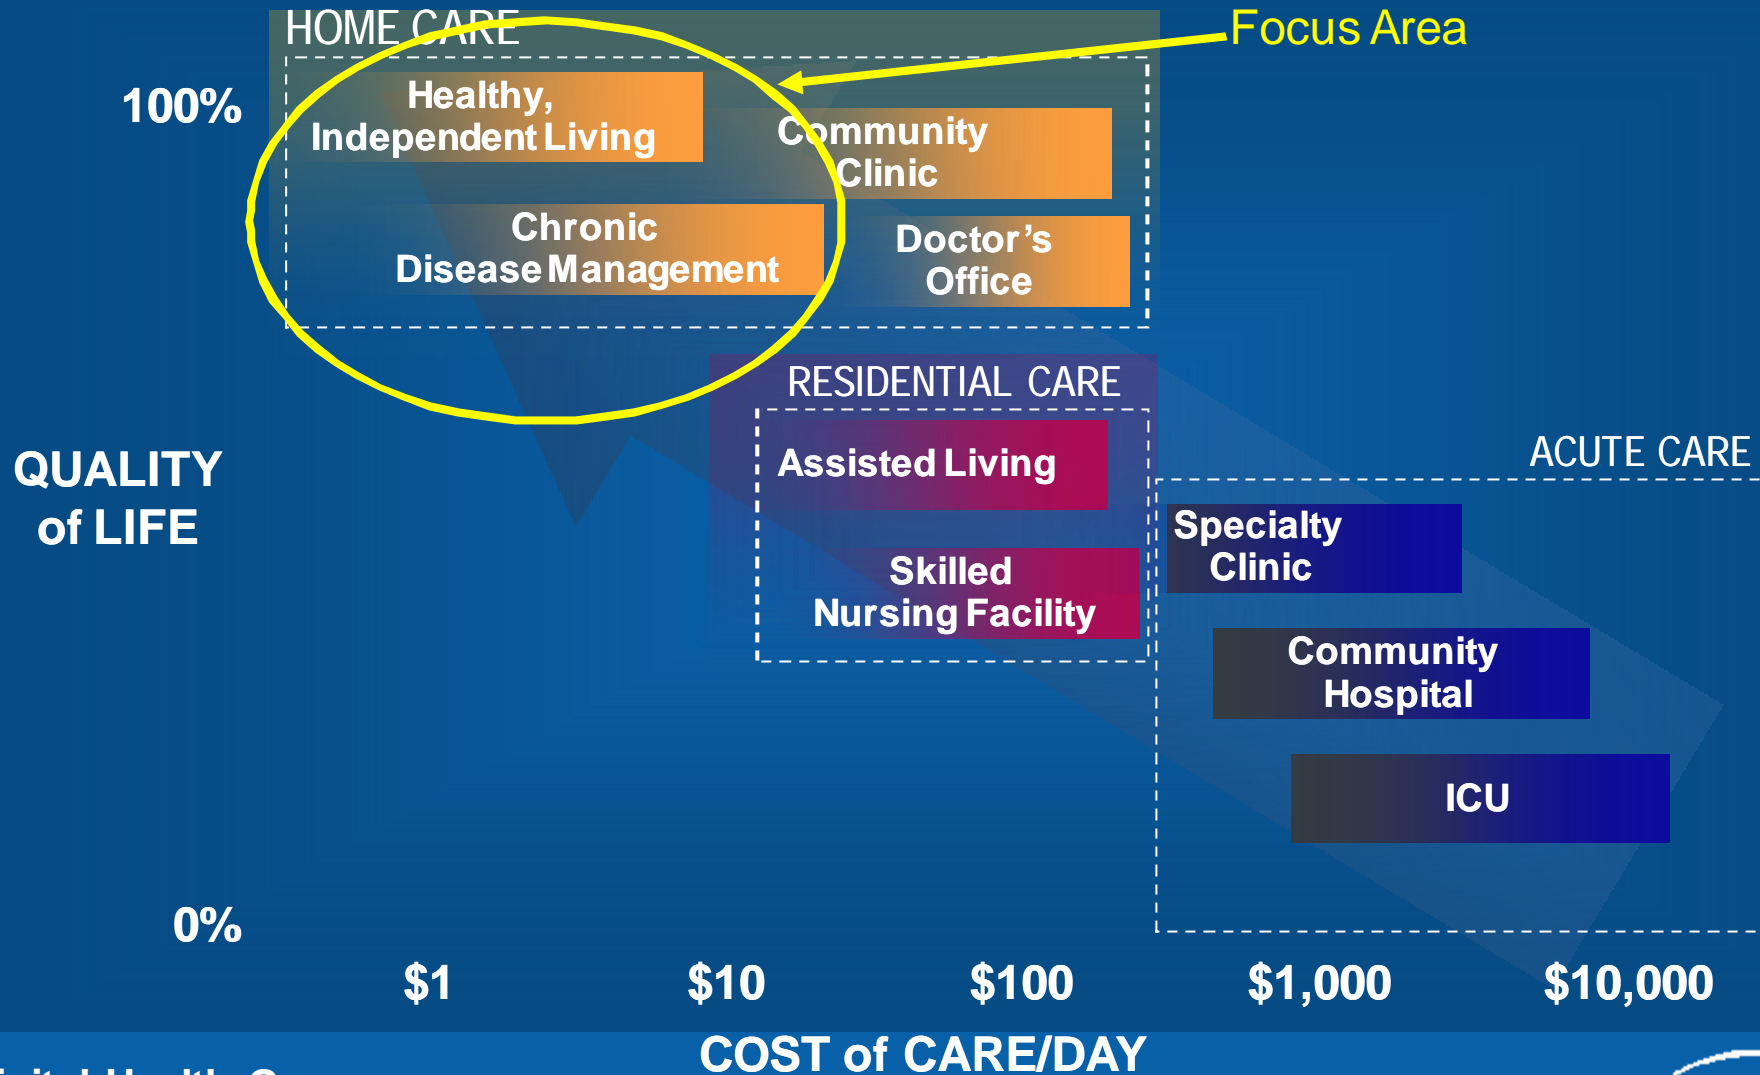 HOME CARE
Focus Area
100%
Healthy,
Independent Living
Community
Clinic
Chronic
Disease Management
Doctor's
Office
RESIDENTIAL CARE
Assisted Living
Skilled
Nursing Facility
QUALITY
of LIFE
ACUTE CARE
Specialty
Clinic
Community
Hospital
ICU
0%
$1
$10
$100
$1,000
$10,000
COST of CARE/DAY
Health